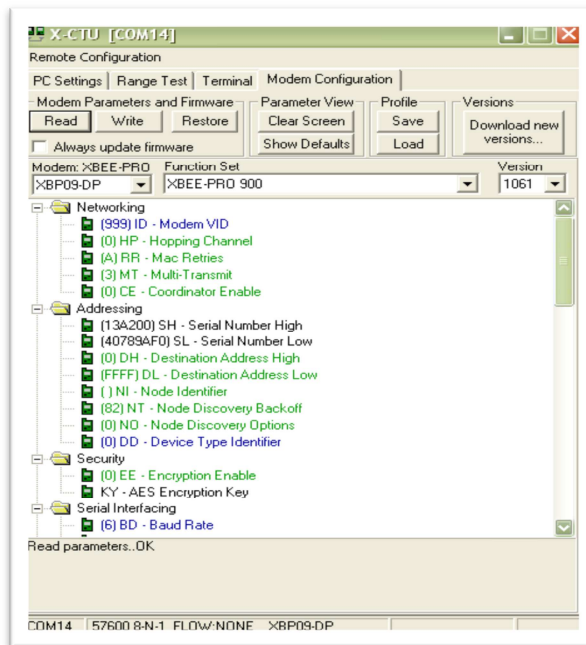 X-CTU [COM14]
Remote Configuration
PC Settings Range Test Terminal Modem Configuration
Modem Parameters and Firmware Parameter View Profile Versions
Read Write Restore Clear Screen Save Download new versions...
Always update firmware Show Defaults Load
Modem: XBEE-PRO Function Set Version
XBP09-DP XBEE-PRO 900 1061
Networking
(999) ID - Modem VID
(0) HP - Hopping Channel
(A) RR - Mac Retries
(3) MT - Multi-Transmit
(0) CE - Coordinator Enable
Addressing
(13A200) SH - Serial Number High
(40789AF0) SL - Serial Number Low
(0) DH - Destination Address High
(FFFF) DL - Destination Address Low
( ) NI - Node Identifier
(82) NT - Node Discovery Backoff
(0) NO - Node Discovery Options
(0) DD - Device Type Identifier
Security
(0) EE - Encryption Enable
KY - AES Encryption Key
Serial Interfacing
(6) BD - Baud Rate
Read parameters..OK
COM14 57600 8-N-1 FLOW:NONE XBP09-DP